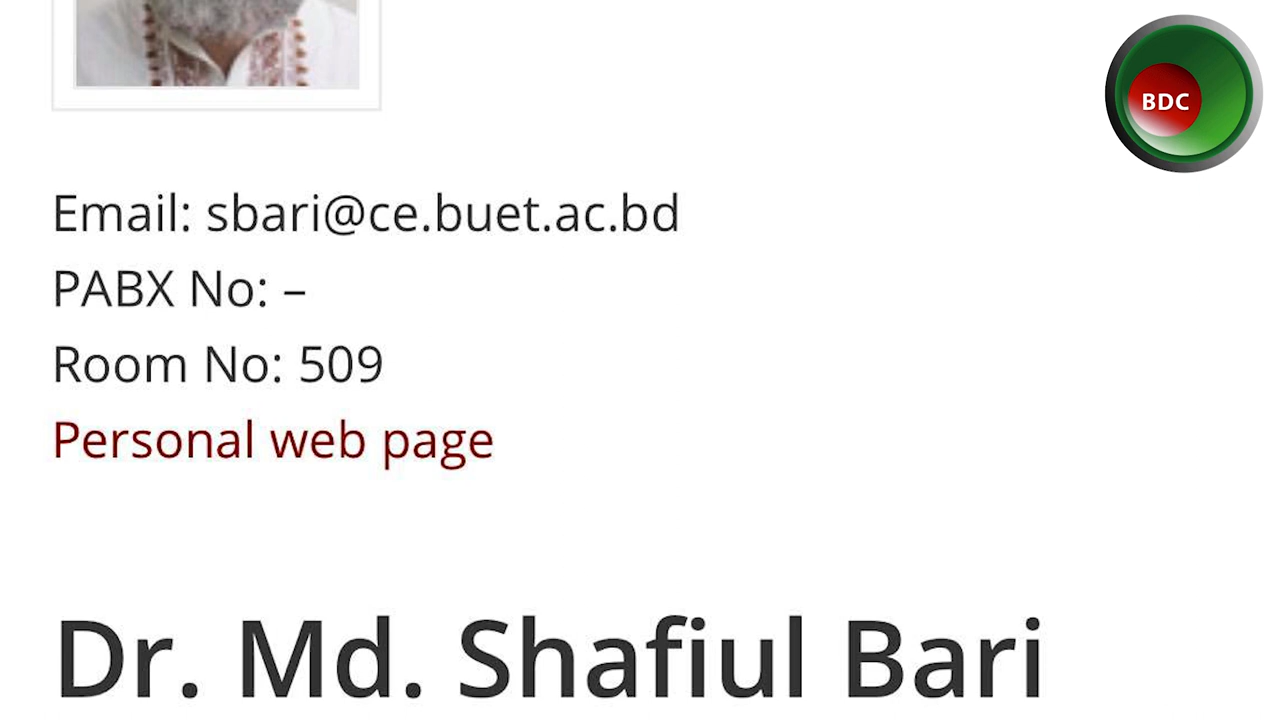 BDC
Email: sbari@ce.buet.ac.bd
PABX No: –
Room No: 509
Personal web page
Dr. Md. Shafiul Bari